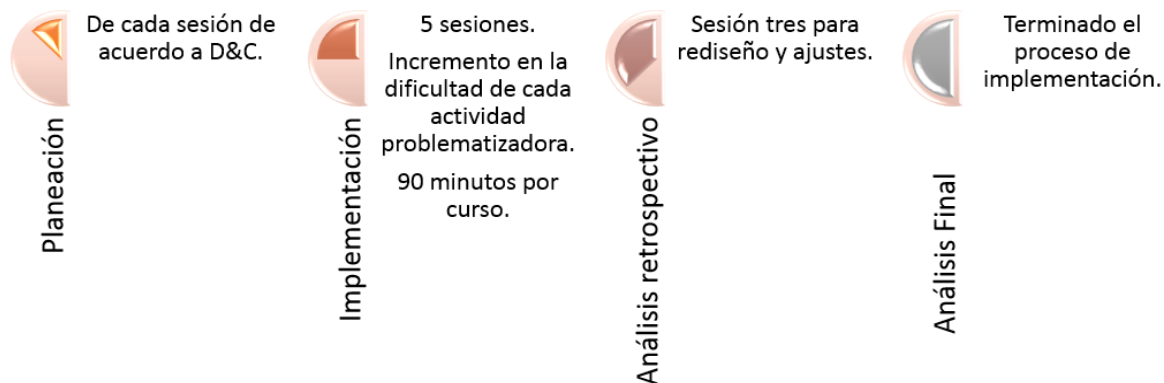 De cada sesión de
acuerdo a D&C.
Planeación
5 sesiones.
Incremento en la
dificultad de cada
actividad
problematizadora.
90 minutos por
curso.
Implementación
Sesión tres para
rediseño y ajustes.
Análisis retrospectivo
Terminado el
proceso de
implementación.
Análisis Final